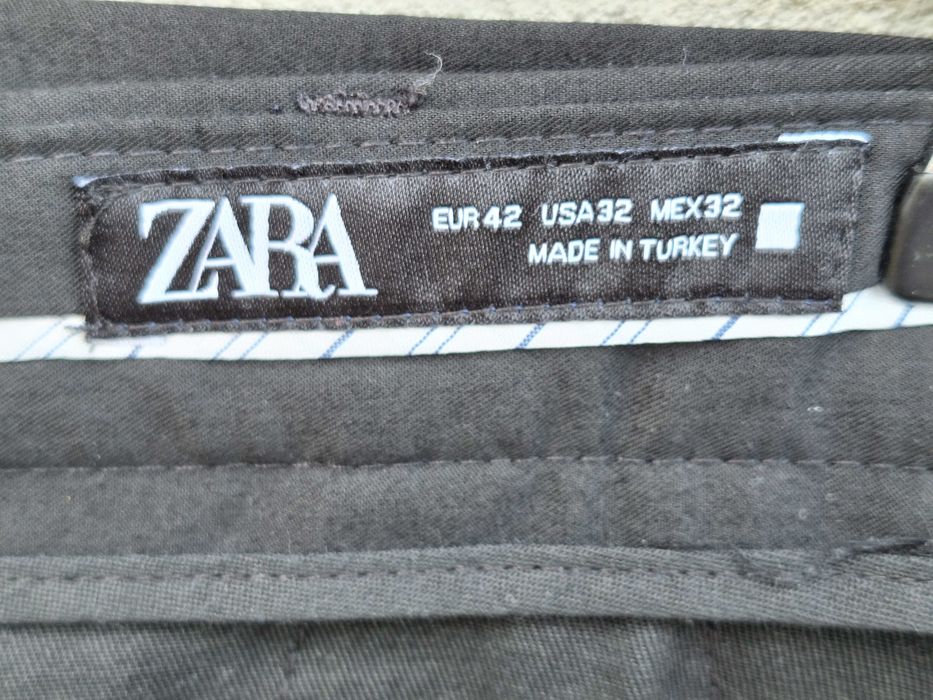 ZARA
EUR 42 USA 32 MEX 32
MADE IN TURKEY